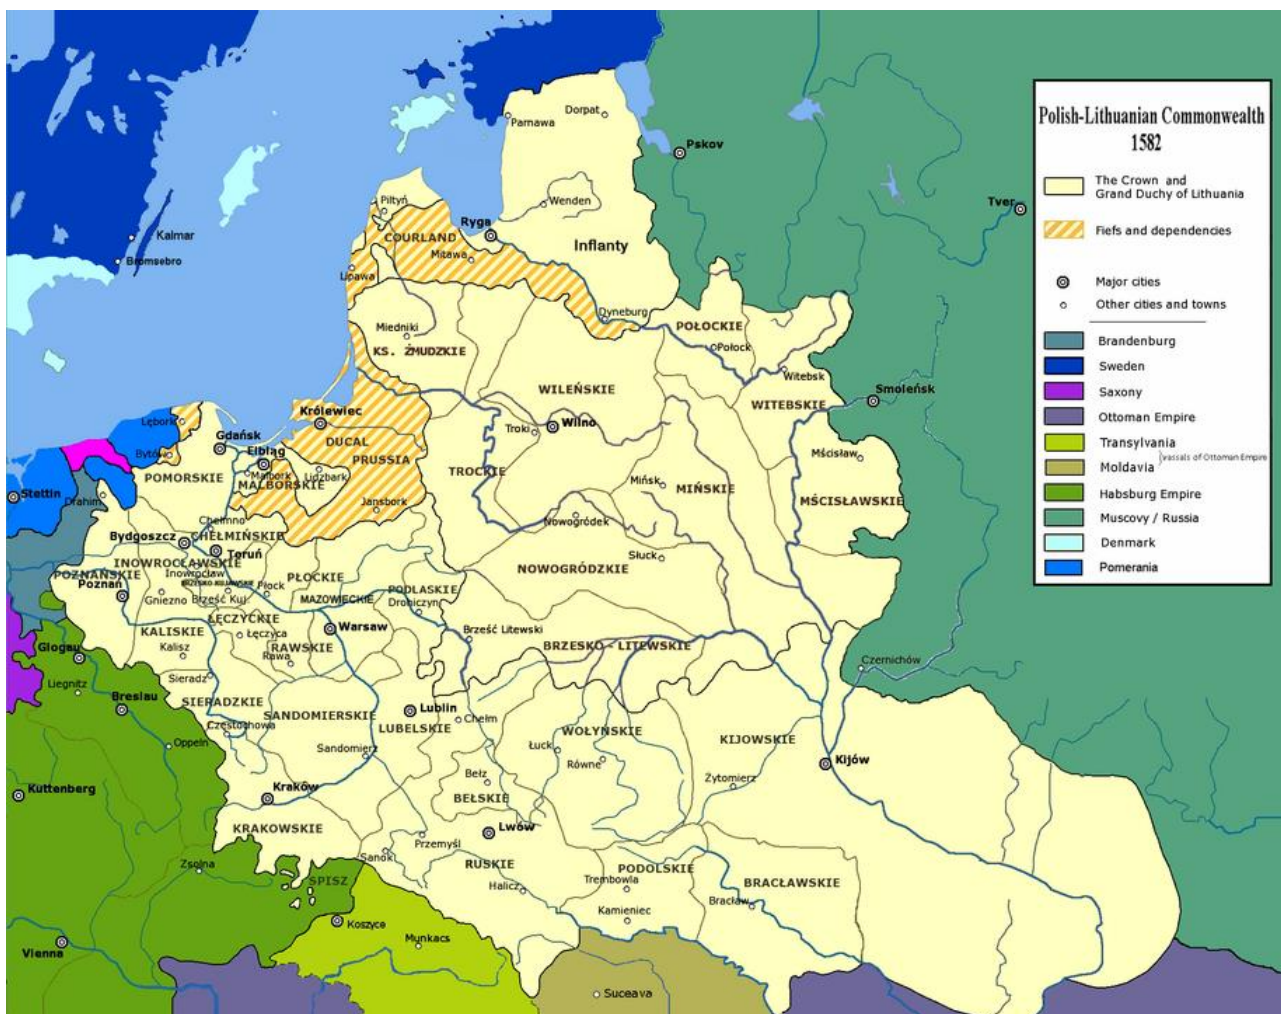 Polish-Lithuanian Commonwealth
1582
The Crown and
Grand Duchy of Lithuania
Fiefs and dependencies
Major cities
Other cities and towns
Brandenburg
Sweden
Saxony
Ottoman Empire
Transylvania
vassals of Ottoman Empire
Moldavia
Habsburg Empire
Muscovy / Russia
Denmark
Pomerania
Parnawa
Dorpat
Pskov
Tver
Piltyń
Wenden
Ryga
Kalmar
COURLAND
Inflanty
Mitawa
Bromsebro
Lipawa
Dyneburg
Miedniki
POŁOCKIE
KS. ŻMUDZKIE
Połock
Witebsk
Smoleńsk
WILEŃSKIE
WITEBSKIE
Królewiec
Lębork
Gdańsk
Troki
Wilno
DUCAL
PRUSSIA
Bytów
Elbląg
Mścisław
POMORSKIE
Malbork
Lidzbark
MALBORSKIE
TROCKIE
Mińsk
MIŃSKIE
Stettin
Drahim
MŚCISŁAWSKIE
Jansbork
Chełmno
Nowogródek
CHEŁMIŃSKIE
Bydgoszcz
Toruń
Słuck
INOWROCŁAWSKIE
NOWOGRÓDZKIE
POZNAŃSKIE
Inowrocław
PŁOCKIE
Poznań
BRZESKO-KUJAWSKIE
Płock
PODLASKIE
Gniezno
Brześć Kuj.
MAZOWIECKIE
Drohiczyn
ŁĘCZYCKIE
Warsaw
KALISKIE
Łęczyca
Brześć Litewski
Glogau
Kalisz
RAWSKIE
BRZESKO - LITEWSKIE
Rawa
Czernichów
Liegnitz
Sieradz
Breslau
SIERADZKIE
Lublin
SANDOMIERSKIE
Chełm
Częstochowa
LUBELSKIE
WOŁYŃSKIE
KIJOWSKIE
Oppeln
Sandomierz
Łuck
Równe
Kijów
Bełz
Żytomierz
Kuttenberg
Kraków
BEŁSKIE
KRAKOWSKIE
Lwów
Przemyśl
Sanok
RUSKIE
Zsolna
SPISZ
Halicz
Trembowla
PODOLSKIE
BRACŁAWSKIE
Bracław
Koszyce
Kamieniec
Munkacs
Vienna
Suceava